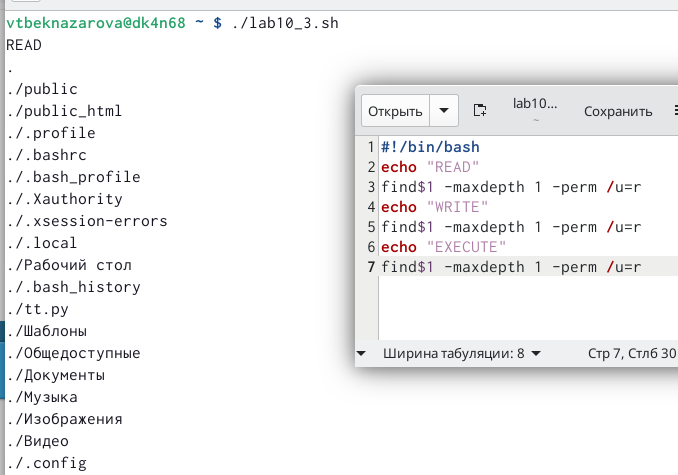 vtbeknazarova@dk4n68 ~ $ ./lab10_3.sh
READ
.
./public
./public_html
./.profile
./.bashrc
./.bash_profile
./.Xauthority
./.xsession-errors
./.local
./Рабочий стол
./.bash_history
./tt.py
./Шаблоны
./Общедоступные
./Документы
./Музыка
./Изображения
./Видео
./.config
Открыть
lab10…
~
Сохранить
1 #!/bin/bash
2 echo "READ"
3 find$1 -maxdepth 1 -perm /u=r
4 echo "WRITE"
5 find$1 -maxdepth 1 -perm /u=r
6 echo "EXECUTE"
7 find$1 -maxdepth 1 -perm /u=r
Ширина табуляции: 8
Стр 7, Стлб 30